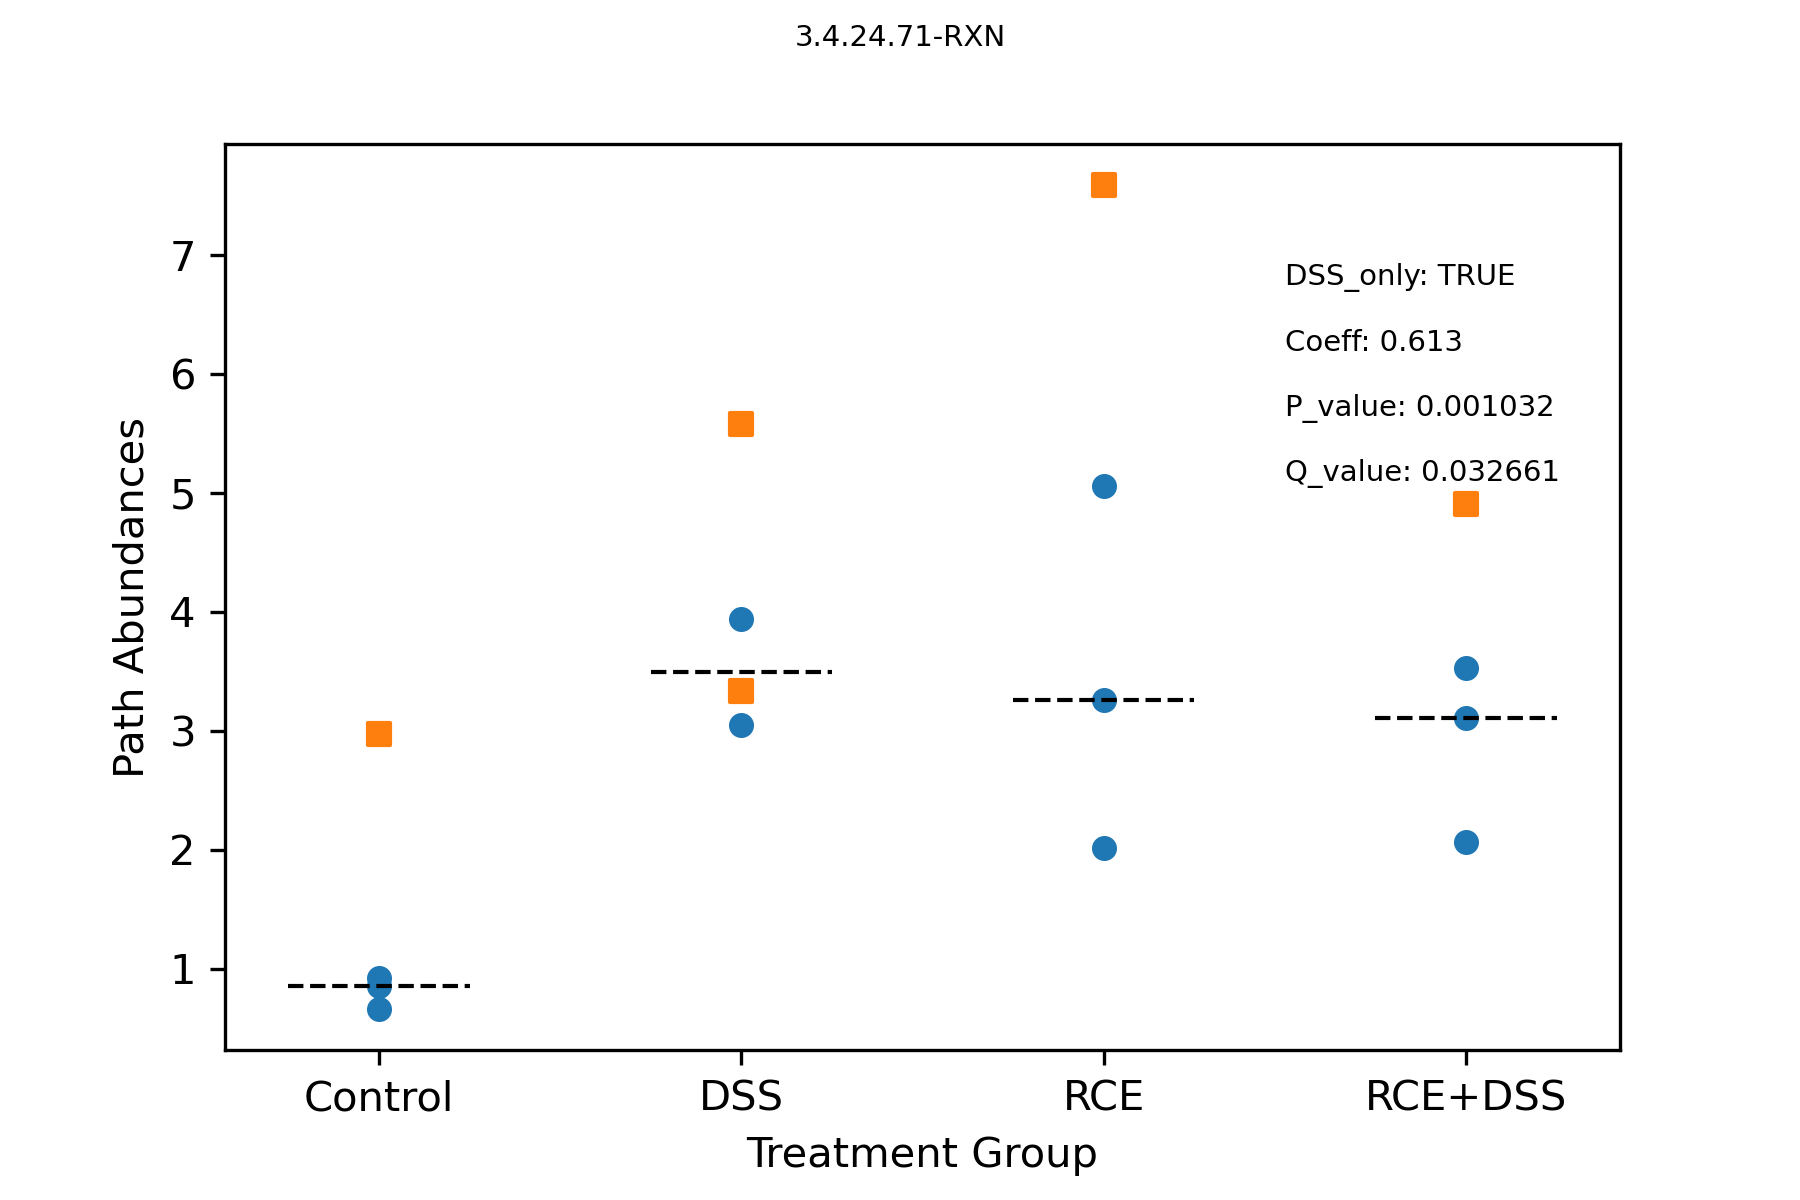 3.4.24.71-RXN
7
6
5
4
3
2
1
Path Abundances
DSS_only: TRUE
Coeff: 0.613
P_value: 0.001032
Q_value: 0.032661
Control DSS RCE RCE+DSS
Treatment Group